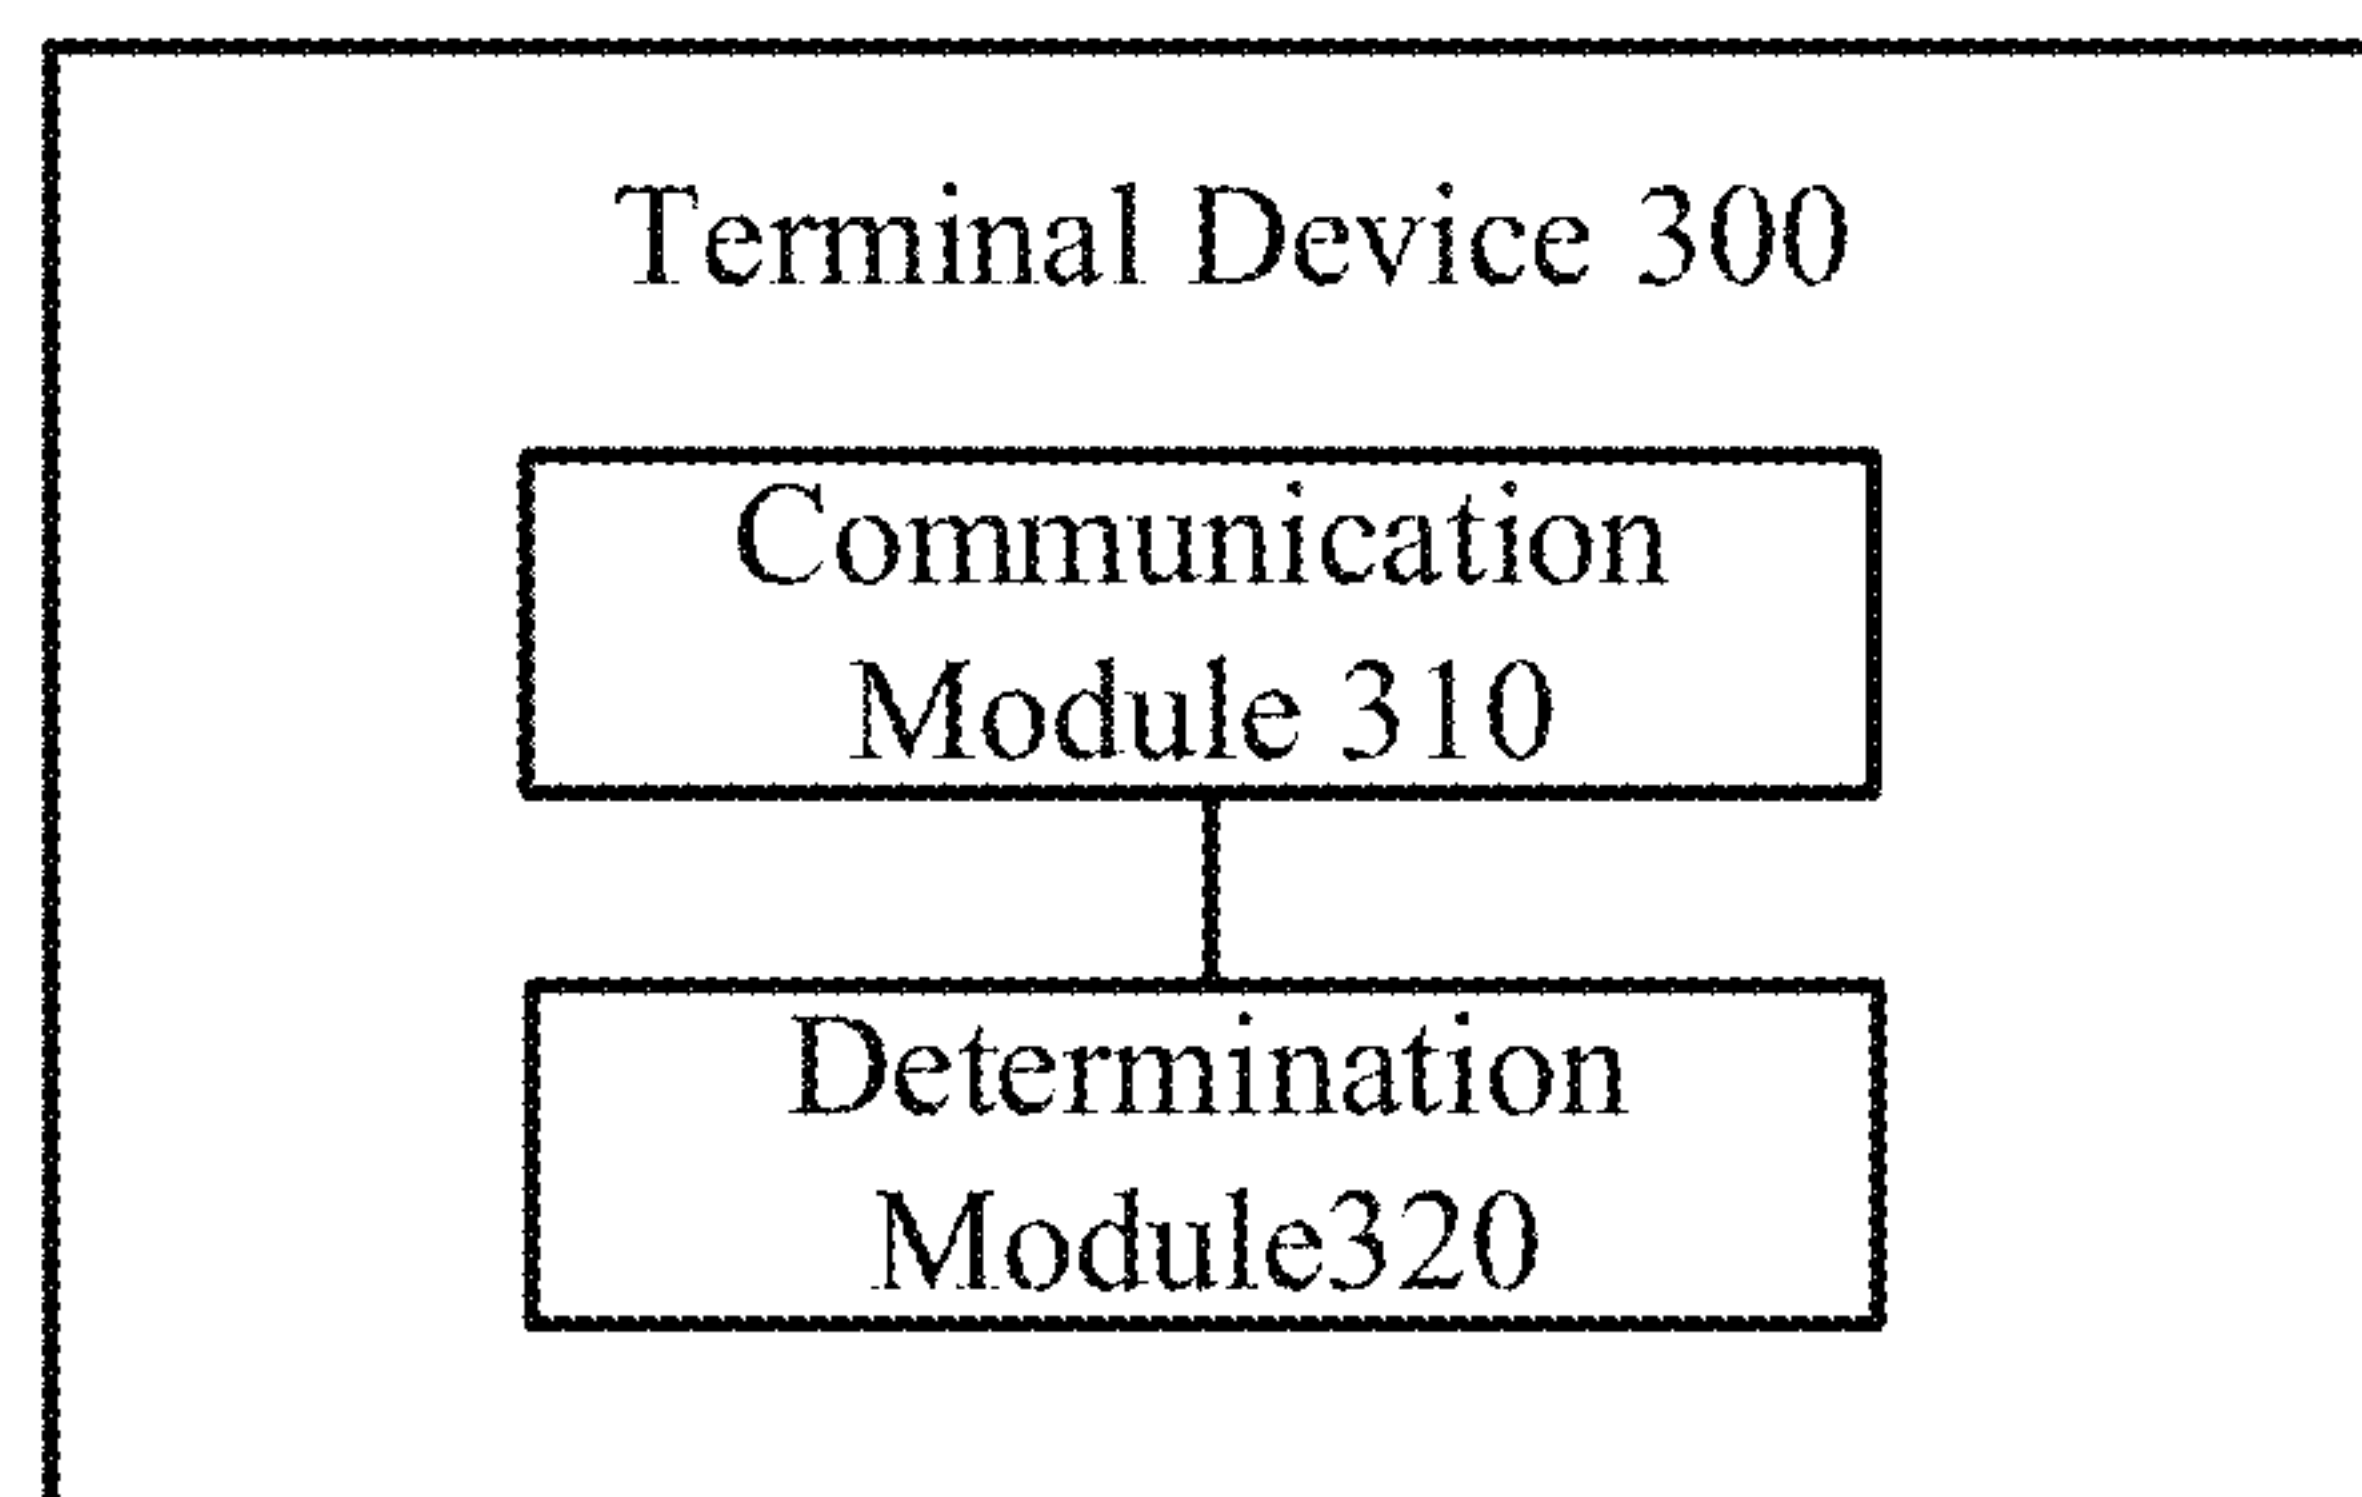 Terminal Device 300
Communication
Module 310
Determination
Module320